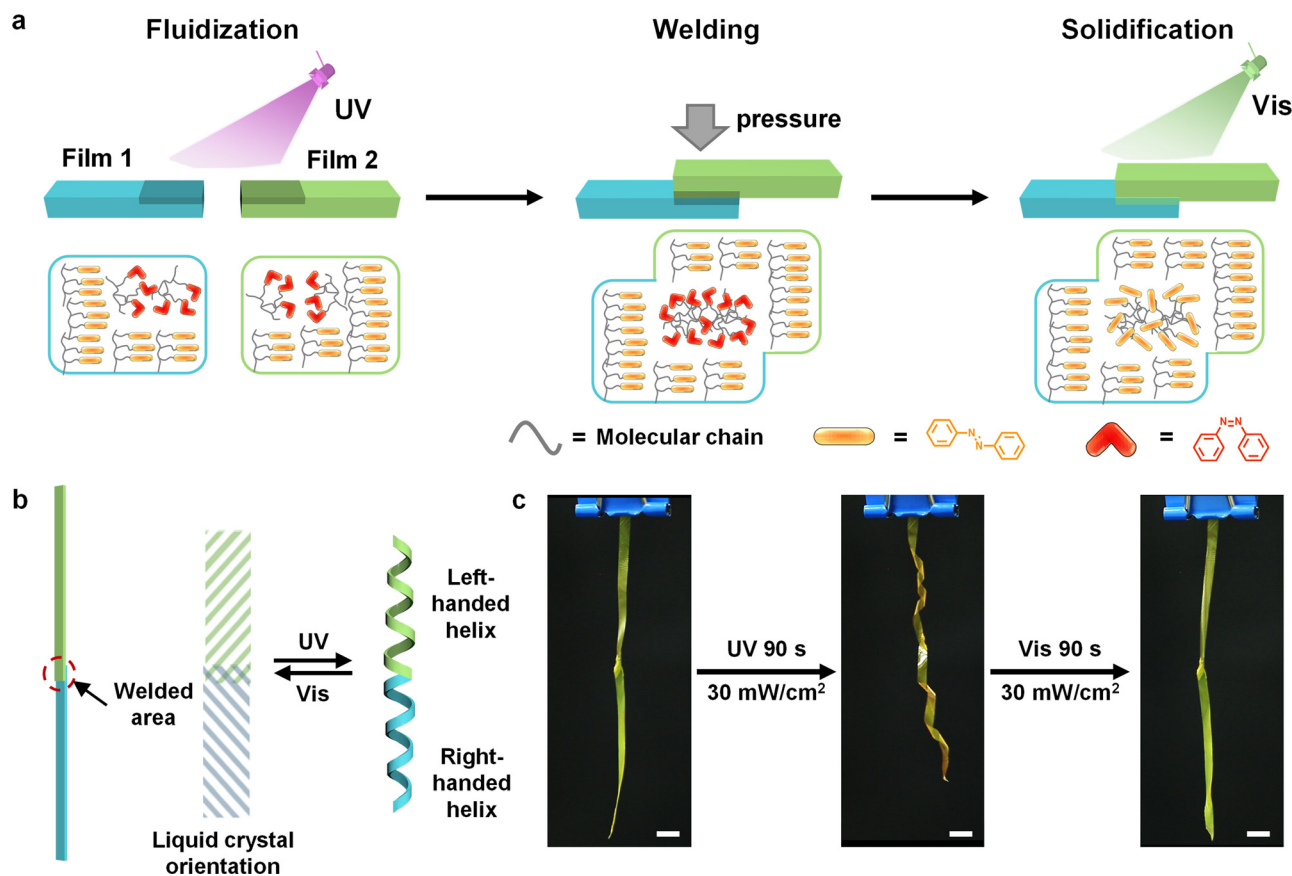 a
Fluidization
Welding
Solidification
UV
Vis
pressure
Film 1
Film 2
= Molecular chain
=
N
N
=
N=N
b
c
Left-
handed
helix
UV
Vis
Welded
area
Right-
handed
helix
Liquid crystal
orientation
UV 90 s
30 mW/cm²
Vis 90 s
30 mW/cm²